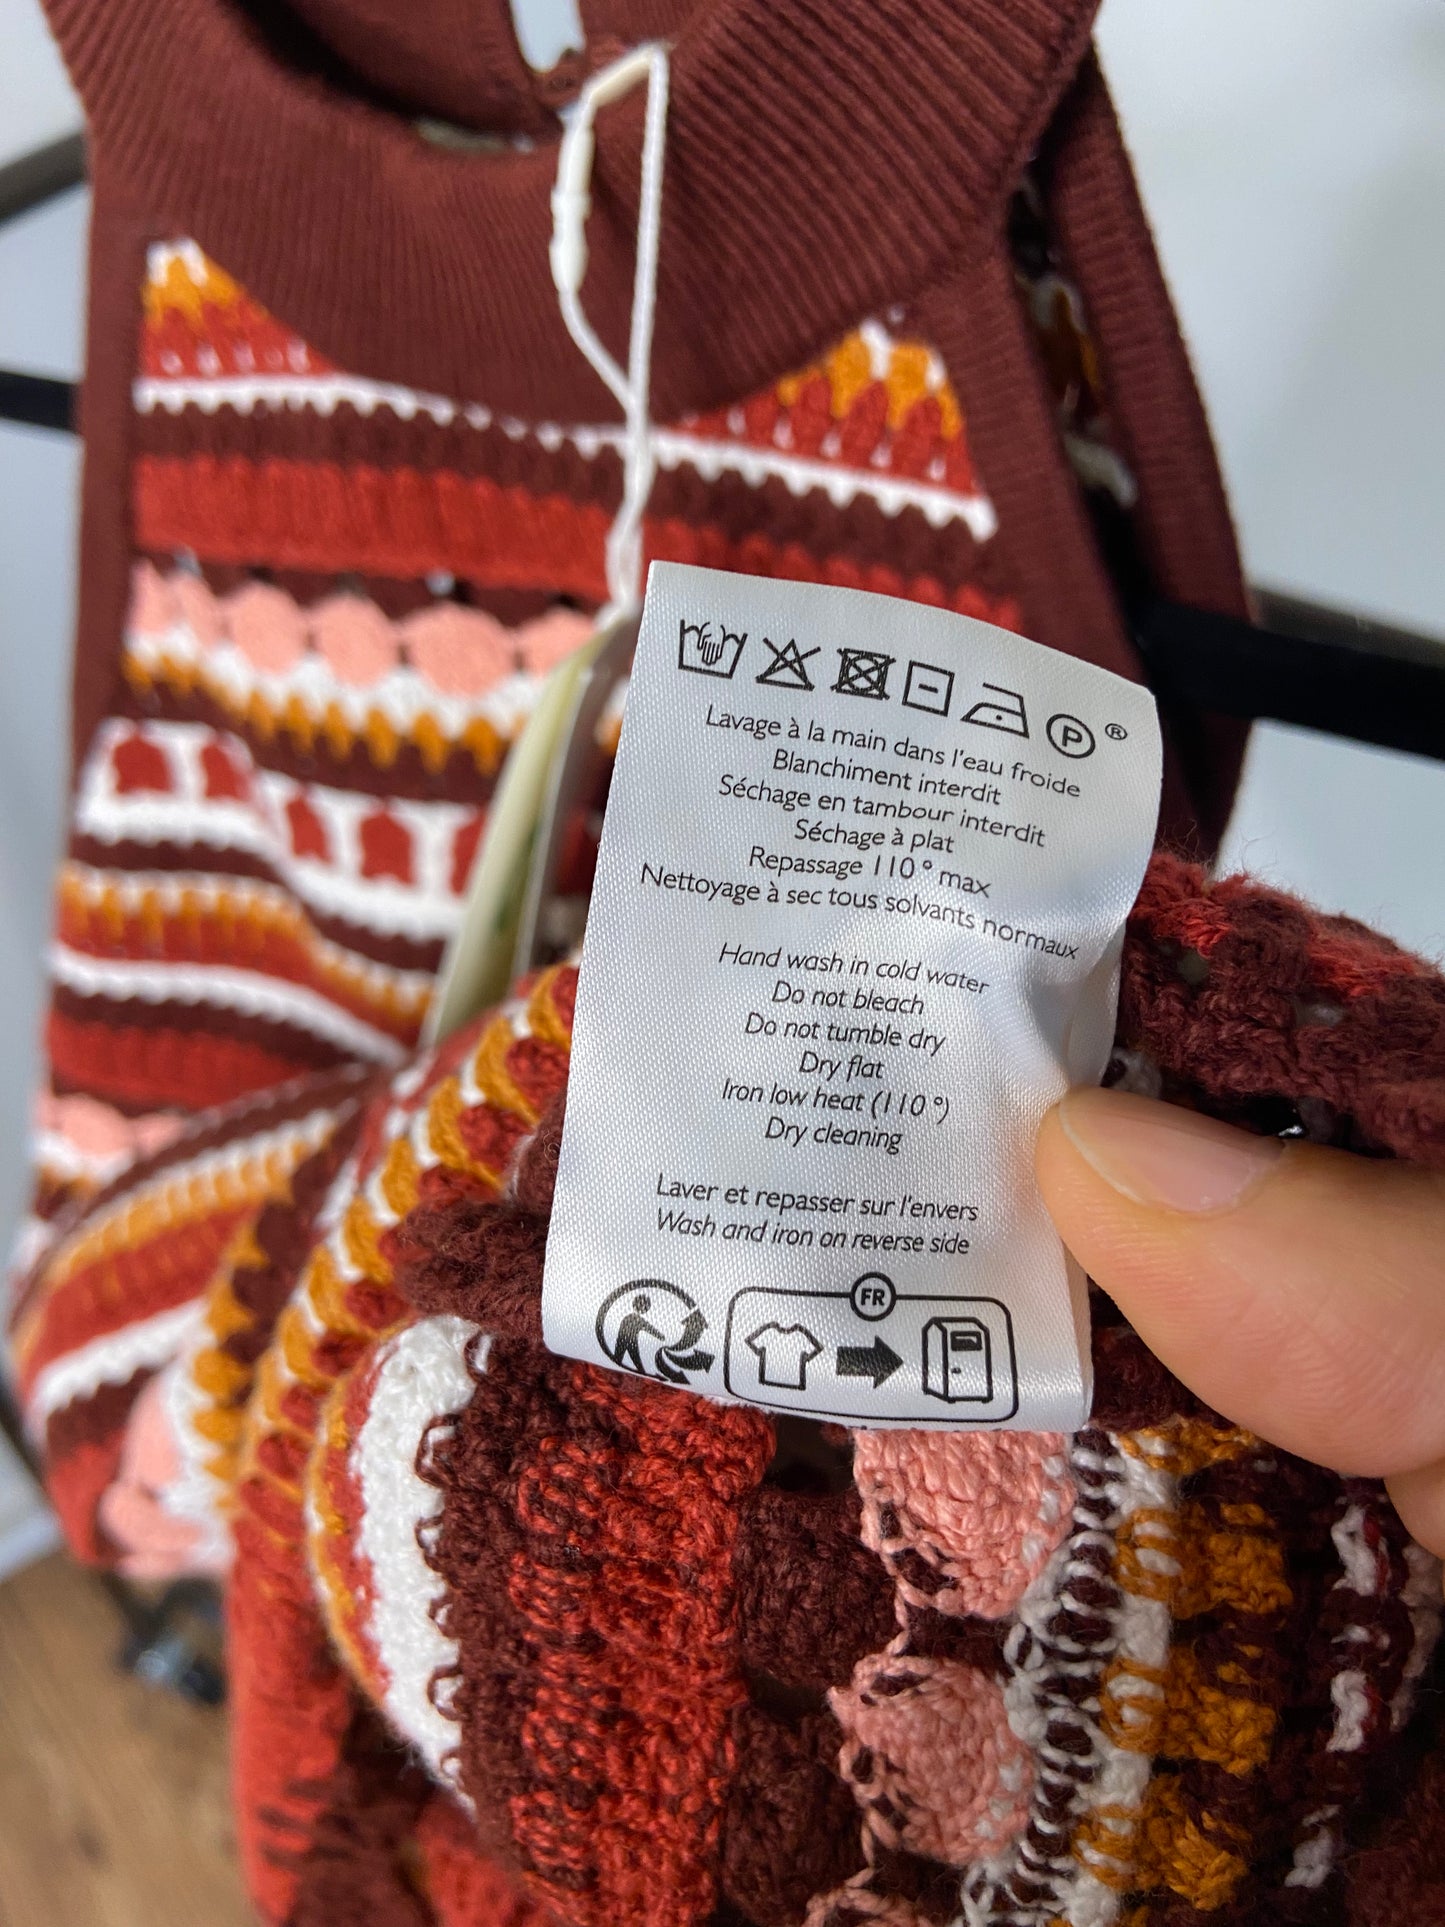 P ®
Lavage à la main dans l'eau froide
Blanchiment interdit
Séchage en tambour interdit
Séchage à plat
Repassage 110° max
Nettoyage à sec tous solvants normaux
Hand wash in cold water
Do not bleach
Do not tumble dry
Dry flat
Iron low heat (110°)
Dry cleaning
Laver et repasser sur l'envers
Wash and iron on reverse side
FR